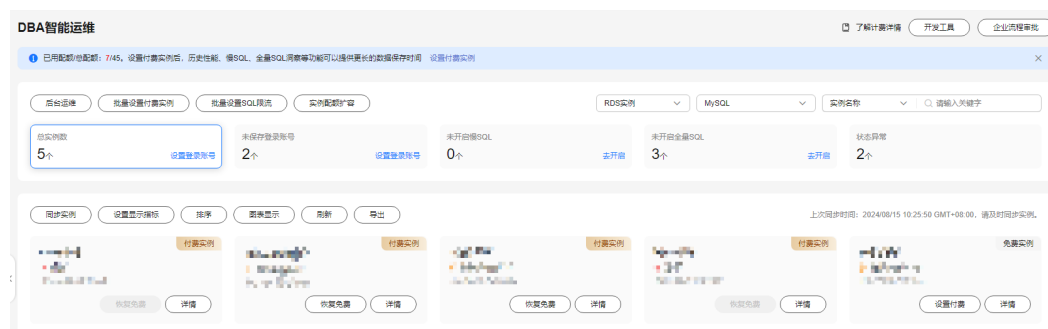 DBA智能运维
了解计费详情 开发工具 企业流程审批
已用配额/总配额：7/45。设置付费实例后，历史性能、慢SQL、全量SQL洞察等功能可以提供更长的数据保存时间 设置付费实例
后台运维 批量设置付费实例 批量设置SQL限流 实例配额扩容 RDS实例 MySQL 实例名称 请输入关键字
总实例数 未保存登录账号 未开启慢SQL 未开启全量SQL 状态异常
5个 设置登录账号 2个 设置登录账号 0个 去开启 3个 去开启 2个
同步实例 设置显示指标 排序 图表显示 刷新 导出 上次同步时间：2024/08/15 10:25:50 GMT+08:00，请及时同步实例。
付费实例 付费实例 付费实例 付费实例 免费实例
恢复免费 详情 恢复免费 详情 恢复免费 详情 恢复免费 详情 设置付费 详情